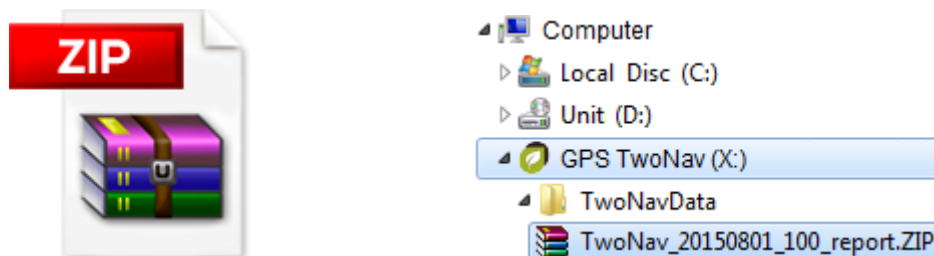 ZIP
Computer
Local Disc (C:)
Unit (D:)
GPS TwoNav (X:)
TwoNavData
TwoNav_20150801_100_report.ZIP